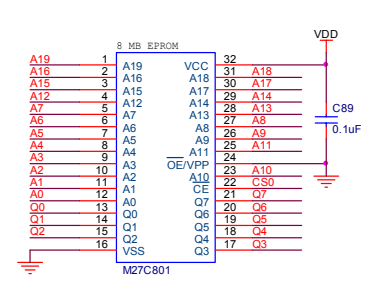 VDD
8 MB EPROM
A19 1 A19 VCC 32
A16 2 A16 A18 31 A18
A15 3 A15 A17 30 A17
A12 4 A12 A14 29 A14
A7 5 A7 A13 28 A13
A6 6 A6 A8 27 A8
A5 7 A5 A9 26 A9
A4 8 A4 A11 25 A11
A3 9 A3 OE/VPP 24
A2 10 A2 A10 23 A10
A1 11 A1 CE 22 CS0
A0 12 A0 Q7 21 Q7
Q0 13 Q0 Q6 20 Q6
Q1 14 Q1 Q5 19 Q5
Q2 15 Q2 Q4 18 Q4
16 VSS Q3 17 Q3
M27C801
C89
0.1uF